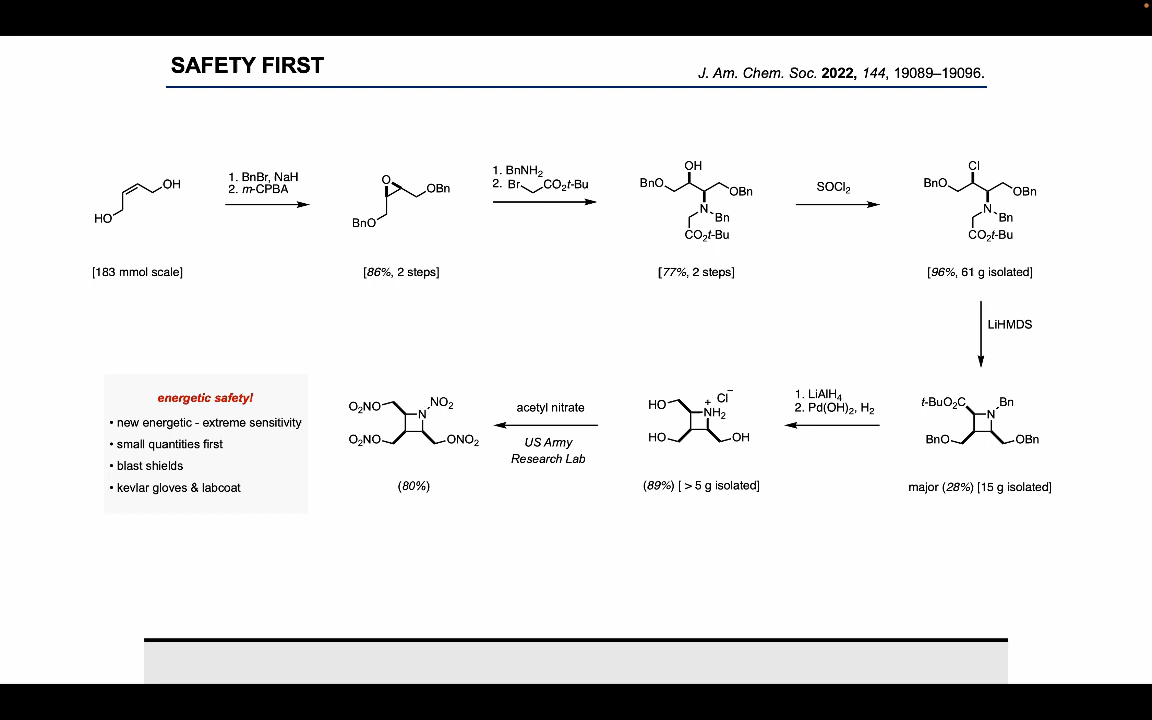 SAFETY FIRST
J. Am. Chem. Soc. 2022, 144, 19089–19096.
OH
HO
[183 mmol scale]
1. BnBr, NaH
2. m-CPBA
O
OBn
BnO
[86%, 2 steps]
1. BnNH2
2. Br CO2t-Bu
OH
BnO
OBn
N
Bn
CO2t-Bu
[77%, 2 steps]
SOCl2
Cl
BnO
OBn
N
Bn
CO2t-Bu
[96%, 61 g isolated]
LiHMDS
t-BuO2C
N
Bn
BnO
OBn
major (28%) [15 g isolated]
1. LiAlH4
2. Pd(OH)2, H2
HO
+ Cl−
NH2
HO
OH
(89%) [ > 5 g isolated]
acetyl nitrate
US Army
Research Lab
O2NO
NO2
N
O2NO
ONO2
(80%)
energetic safety!
• new energetic - extreme sensitivity
• small quantities first
• blast shields
• kevlar gloves & labcoat